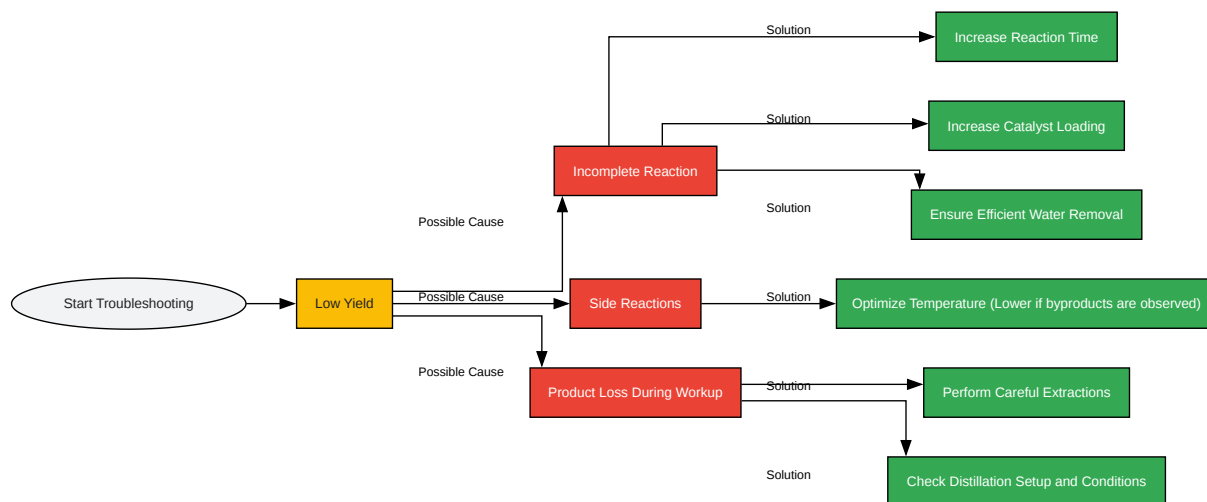 Solution
Increase Reaction Time
Solution
Increase Catalyst Loading
Incomplete Reaction
Solution
Ensure Efficient Water Removal
Possible Cause
Start Troubleshooting
Low Yield
Possible Cause
Side Reactions
Solution
Optimize Temperature (Lower if byproducts are observed)
Possible Cause
Product Loss During Workup
Solution
Perform Careful Extractions
Solution
Check Distillation Setup and Conditions